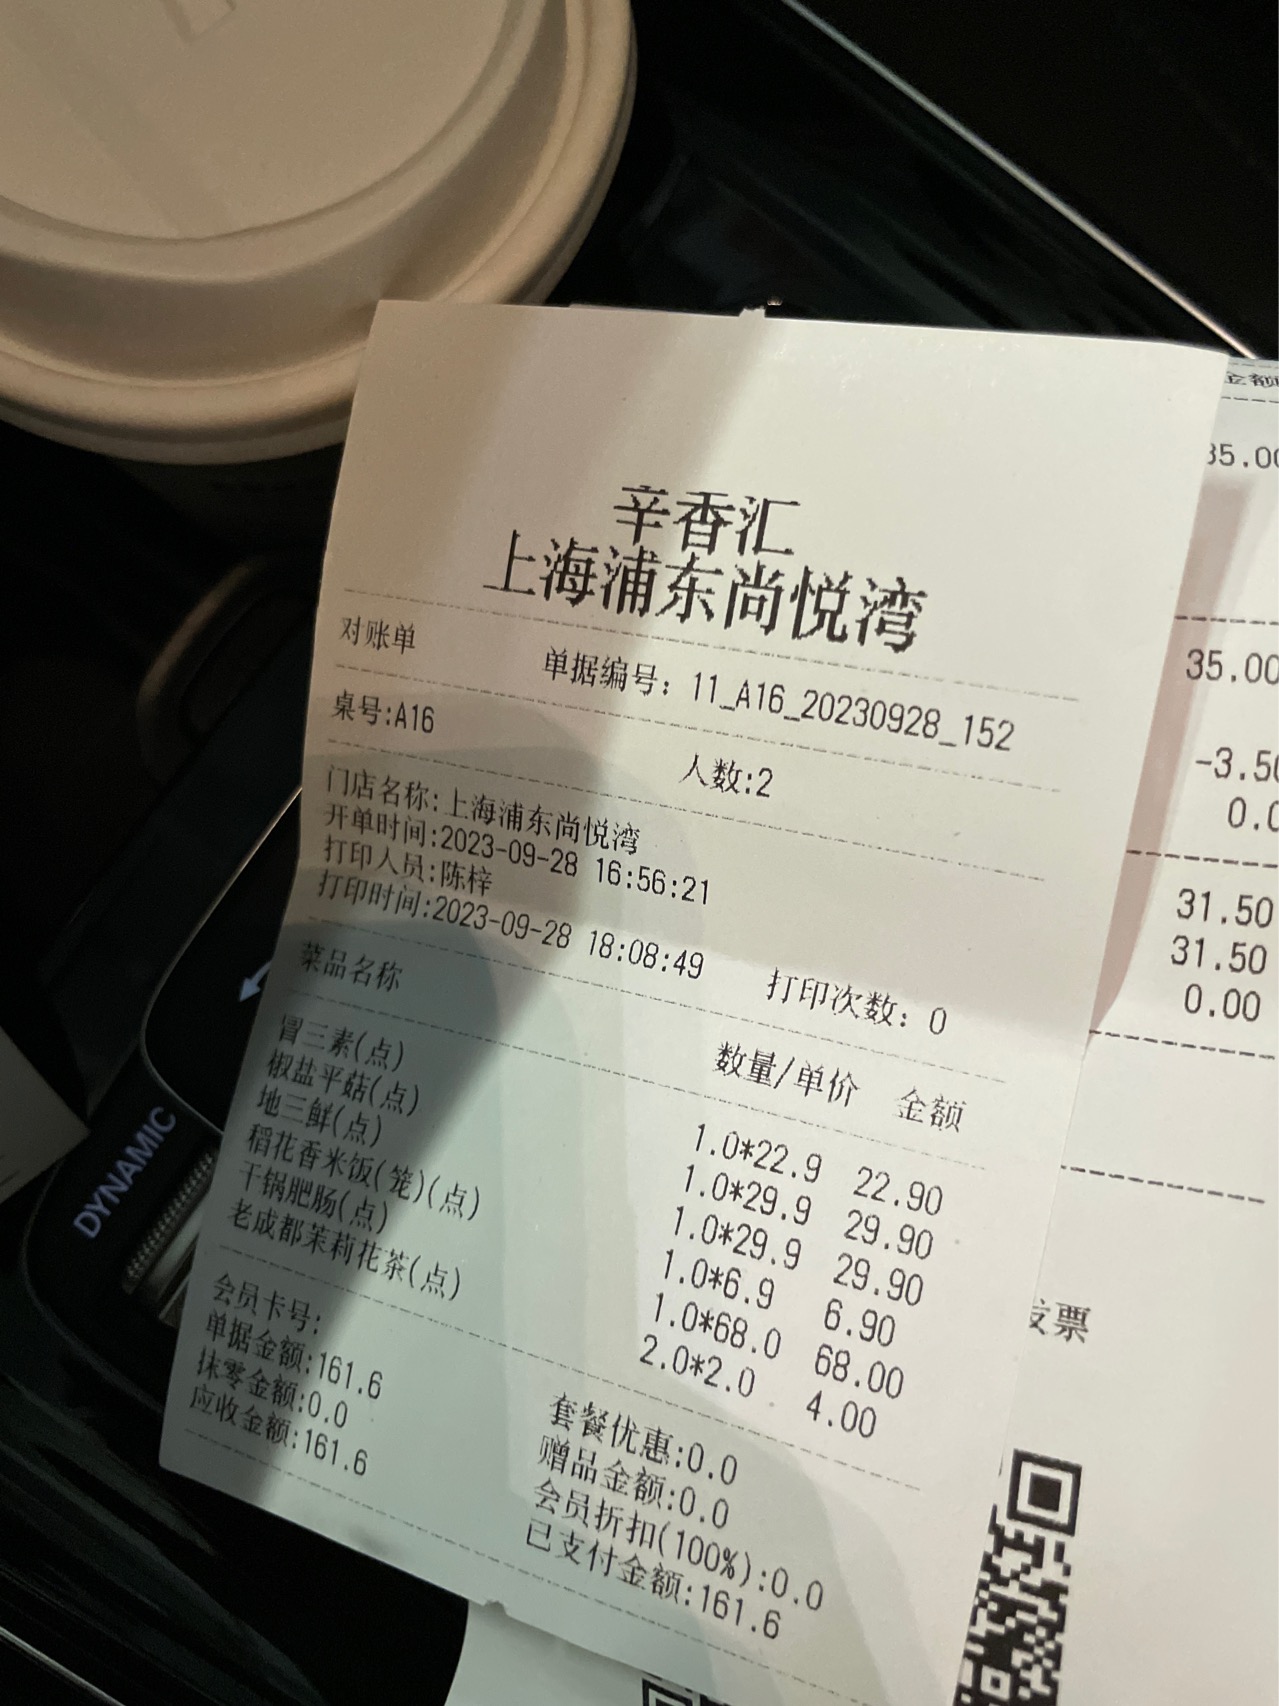 辛香汇
上海浦东尚悦湾
对账单 单据编号: 11_A16_20230928_152
桌号:A16 人数:2
门店名称:上海浦东尚悦湾
开单时间:2023-09-28 16:56:21
打印人员:陈梓
打印时间:2023-09-28 18:08:49 打印次数: 0
菜品名称 数量/单价 金额
冒三素(点) 1.0*22.9 22.90
椒盐平菇(点) 1.0*29.9 29.90
地三鲜(点) 1.0*29.9 29.90
稻花香米饭(笼)(点) 1.0*6.9 6.90
干锅肥肠(点) 1.0*68.0 68.00
老成都茉莉花茶(点) 2.0*2.0 4.00
会员卡号:
单据金额:161.6 套餐优惠:0.0
抹零金额:0.0 赠品金额:0.0
应收金额:161.6 会员折扣(100%):0.0
已支付金额:161.6
金额
35.00
35.00
-3.50
0.0
31.50
31.50
0.00
发票
DYNAMIC